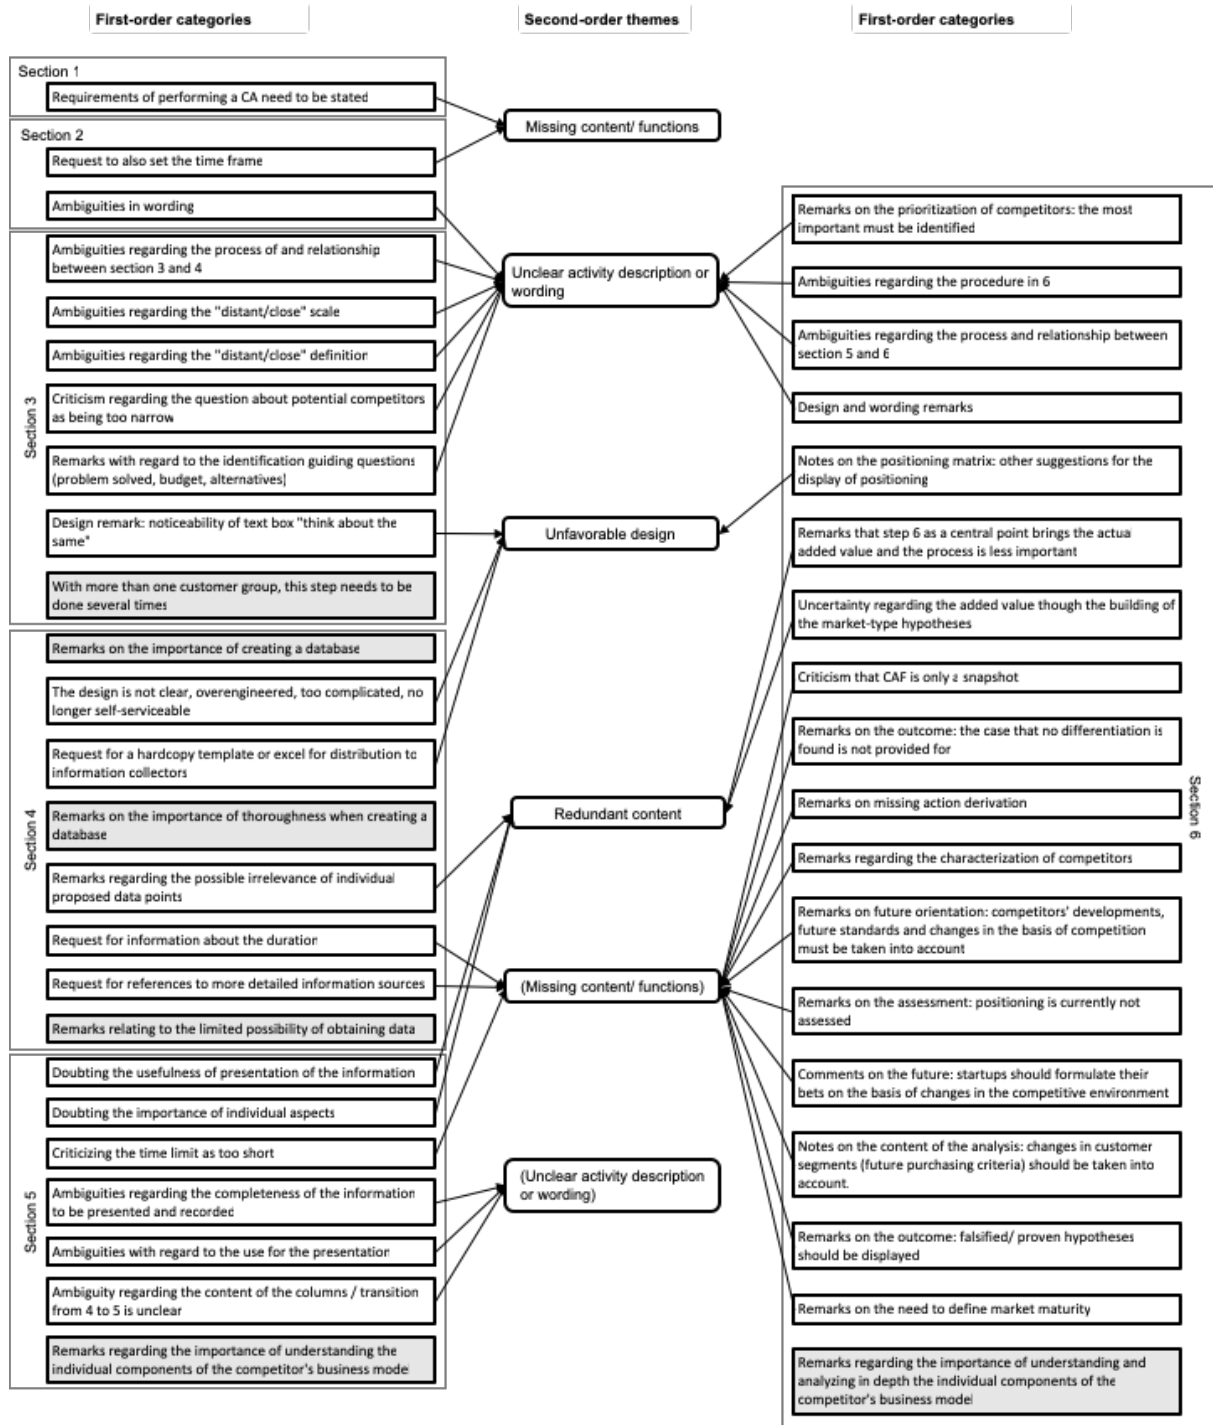 First-order categories
Second-order themes
First-order categories
Section 1
Requirements of performing a CA need to be stated
Section 2
Request to also set the time frame
Ambiguities in wording
Section 3
Ambiguities regarding the process of and relationship
between section 3 and 4
Ambiguities regarding the "distant/close" scale
Ambiguities regarding the "distant/close" definition
Criticism regarding the question about potential competitors
as being too narrow
Remarks with regard to the identification guiding questions
(problem solved, budget, alternatives)
Design remark: noticeability of text box "think about the
same"
With more than one customer group, this step needs to be
done several times
Section 4
Remarks on the importance of creating a database
The design is not clear, overengineered, too complicated, no
longer self-serviceable
Request for a hardcopy template or excel for distribution to
information collectors
Remarks on the importance of thoroughness when creating a
database
Remarks regarding the possible irrelevance of individual
proposed data points
Request for information about the duration
Request for references to more detailed information sources
Remarks relating to the limited possibility of obtaining data
Section 5
Doubting the usefulness of presentation of the information
Doubting the importance of individual aspects
Criticizing the time limit as too short
Ambiguities regarding the completeness of the information
to be presented and recorded
Ambiguities with regard to the use for the presentation
Ambiguity regarding the content of the columns / transition
from 4 to 5 is unclear
Remarks regarding the importance of understanding the
individual components of the competitor's business model
Missing content/ functions
Unclear activity description or
wording
Unfavorable design
Redundant content
(Missing content/ functions)
(Unclear activity description
or wording)
Remarks on the prioritization of competitors: the most
important must be identified
Ambiguities regarding the procedure in 6
Ambiguities regarding the process and relationship between
section 5 and 6
Design and wording remarks
Notes on the positioning matrix: other suggestions for the
display of positioning
Remarks that step 6 as a central point brings the actual
added value and the process is less important
Uncertainty regarding the added value though the building of
the market-type hypotheses
Criticism that CAF is only a snapshot
Remarks on the outcome: the case that no differentiation is
found is not provided for
Remarks on missing action derivation
Remarks regarding the characterization of competitors
Remarks on future orientation: competitors' developments,
future standards and changes in the basis of competition
must be taken into account
Remarks on the assessment: positioning is currently not
assessed
Comments on the future: startups should formulate their
bets on the basis of changes in the competitive environment
Notes on the content of the analysis: changes in customer
segments (future purchasing criteria) should be taken into
account.
Remarks on the outcome: falsified/ proven hypotheses
should be displayed
Remarks on the need to define market maturity
Remarks regarding the importance of understanding and
analyzing in depth the individual components of the
competitor's business model
Section 6